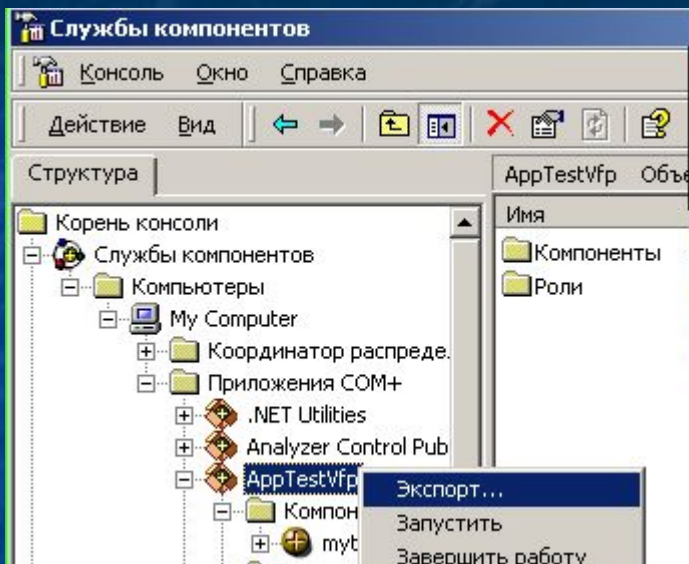 Службы компонентов
Консоль Окно Справка
Действие Вид
Структура
AppTestVfp
Имя
Корень консоли
Службы компонентов
Компьютеры
My Computer
Координатор распреде.
Приложения COM+
.NET Utilities
Analyzer Control Pub
AppTestVfp
Компон
myt
Компоненты
Роли
Экспорт...
Запустить
Завершить работу